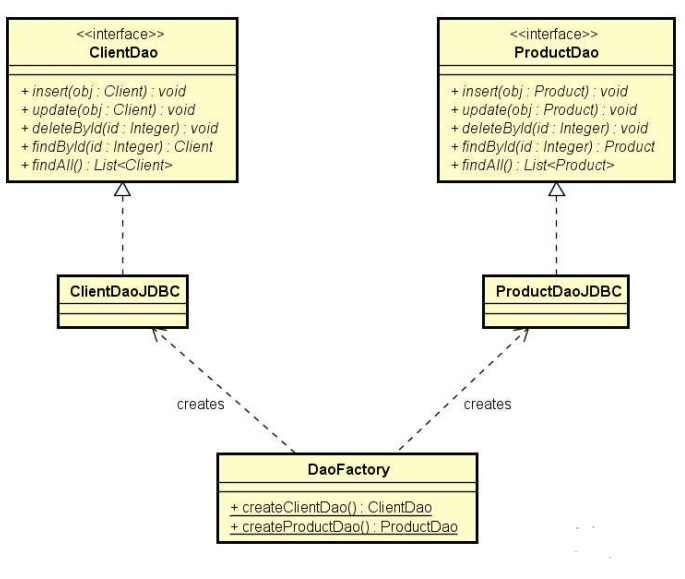 <<interface>>
ClientDao
+ insert(obj : Client) : void
+ update(obj : Client) : void
+ deleteById(id : Integer) : void
+ findById(id : Integer) : Client
+ findAll() : List<Client>
<<interface>>
ProductDao
+ insert(obj : Product) : void
+ update(obj : Product) : void
+ deleteById(id : Integer) : void
+ findById(id : Integer) : Product
+ findAll() : List<Product>
ClientDaoJDBC
ProductDaoJDBC
creates
creates
DaoFactory
+ createClientDao() : ClientDao
+ createProductDao() : ProductDao